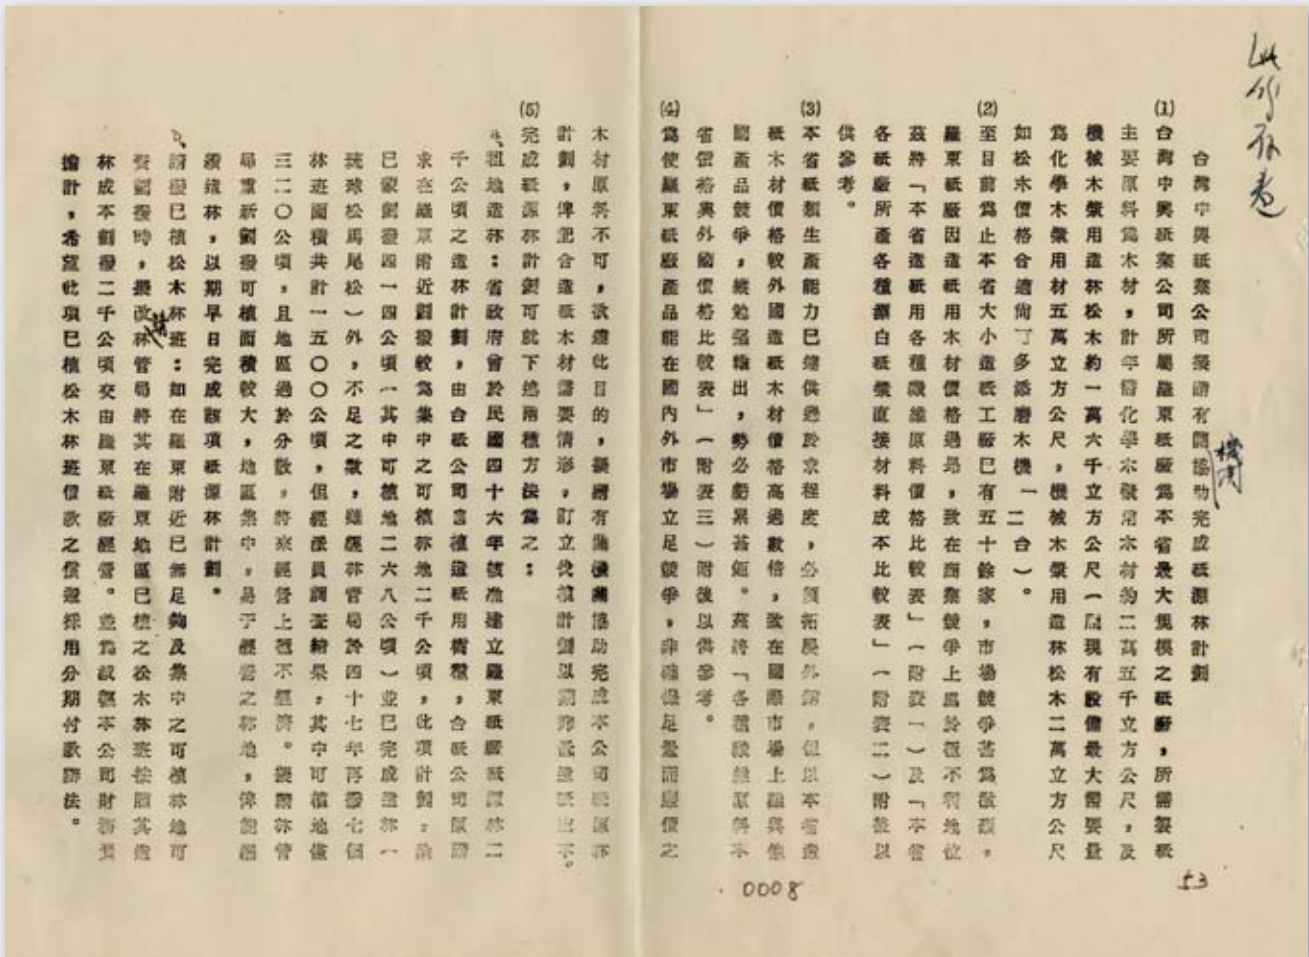 此份存卷
台灣中興紙業公司擬請有關機關協助完成紙源林計劃
(1)台灣中興紙業公司所屬羅東紙廠為本省最大規模之紙廠，所需製紙
主要原料為木材，計年需化學木漿用木材約二萬五千立方公尺，及
機械木漿用造林松木約一萬六千立方公尺（廠現有設備最大需要量
為化學木漿用材五萬立方公尺，機械木漿用造林松木二萬立方公尺
如松木價格合適尚可多添磨木機一二台）。
(2)至目前為止本省大小造紙工廠已有五十餘家，市場競爭甚為激烈，
羅東紙廠因造紙用木材價格過昂，致在商業競爭上處於極不利地位
茲將「本省造紙用各種纖維原料價格比較表」（附表一）及「本省
各紙廠所產各種漂白紙漿直接材料成本比較表」（附表二）附後以
供參考。
(3)本省紙類生產能力已達供過於求程度，必須拓展外銷，但以本省造
紙木材價格較外國造紙木材價格高過數倍，致在國際市場上難與他
國產品競爭，縱勉強輸出，勢必虧累甚鉅。茲將「各種纖維原料本
省價格與外國價格比較表」（附表三）附後以供參考。
(4)為使羅東紙廠產品能在國內外市場立足競爭，非確保足量而廉價之
木材原料不可，欲達此目的，擬請有關機關協助完成本公司紙源林
計劃，俾配合造紙木材需要情形，訂立伐植計劃以期
(5)完成紙源林計劃可就下述兩種方法為之：
a、租地造林：省政府曾於民國四十六年核准建立羅東紙廠紙源林二
千公頃之造林計劃，由台紙公司自植造紙用樹種，台紙公司原請
求在羅東附近劃撥較為集中之可植林地二千公頃，此項計劃，除
已蒙劃撥四一四公頃（其中可植地二六八公頃）並已完成造林（
琉球松馬尾松）外，不足之數，雖經林管局於四十七年再撥七個
林班面積共計一五〇〇公頃，但經派員調查結果，其中可植地僅
三二〇公頃，且地區過於分散，將來經營上極不經濟。擬請林管
局重新劃撥可植面積較大，地區集中，易于經營之林地，俾能繼
續造林，以期早日完成該項紙源林計劃。
b、請撥已植松木林班：如在羅東附近已無足夠及集中之可植林地可
資劃撥時，擬改請林管局將其在羅東地區已植之松木林班按照其造
林成本劃撥二千公頃交由羅東紙廠經營。並為減輕本公司財務負
擔計，希望此項已植松木林班價款之償還採用分期付款辦法。
0008
53